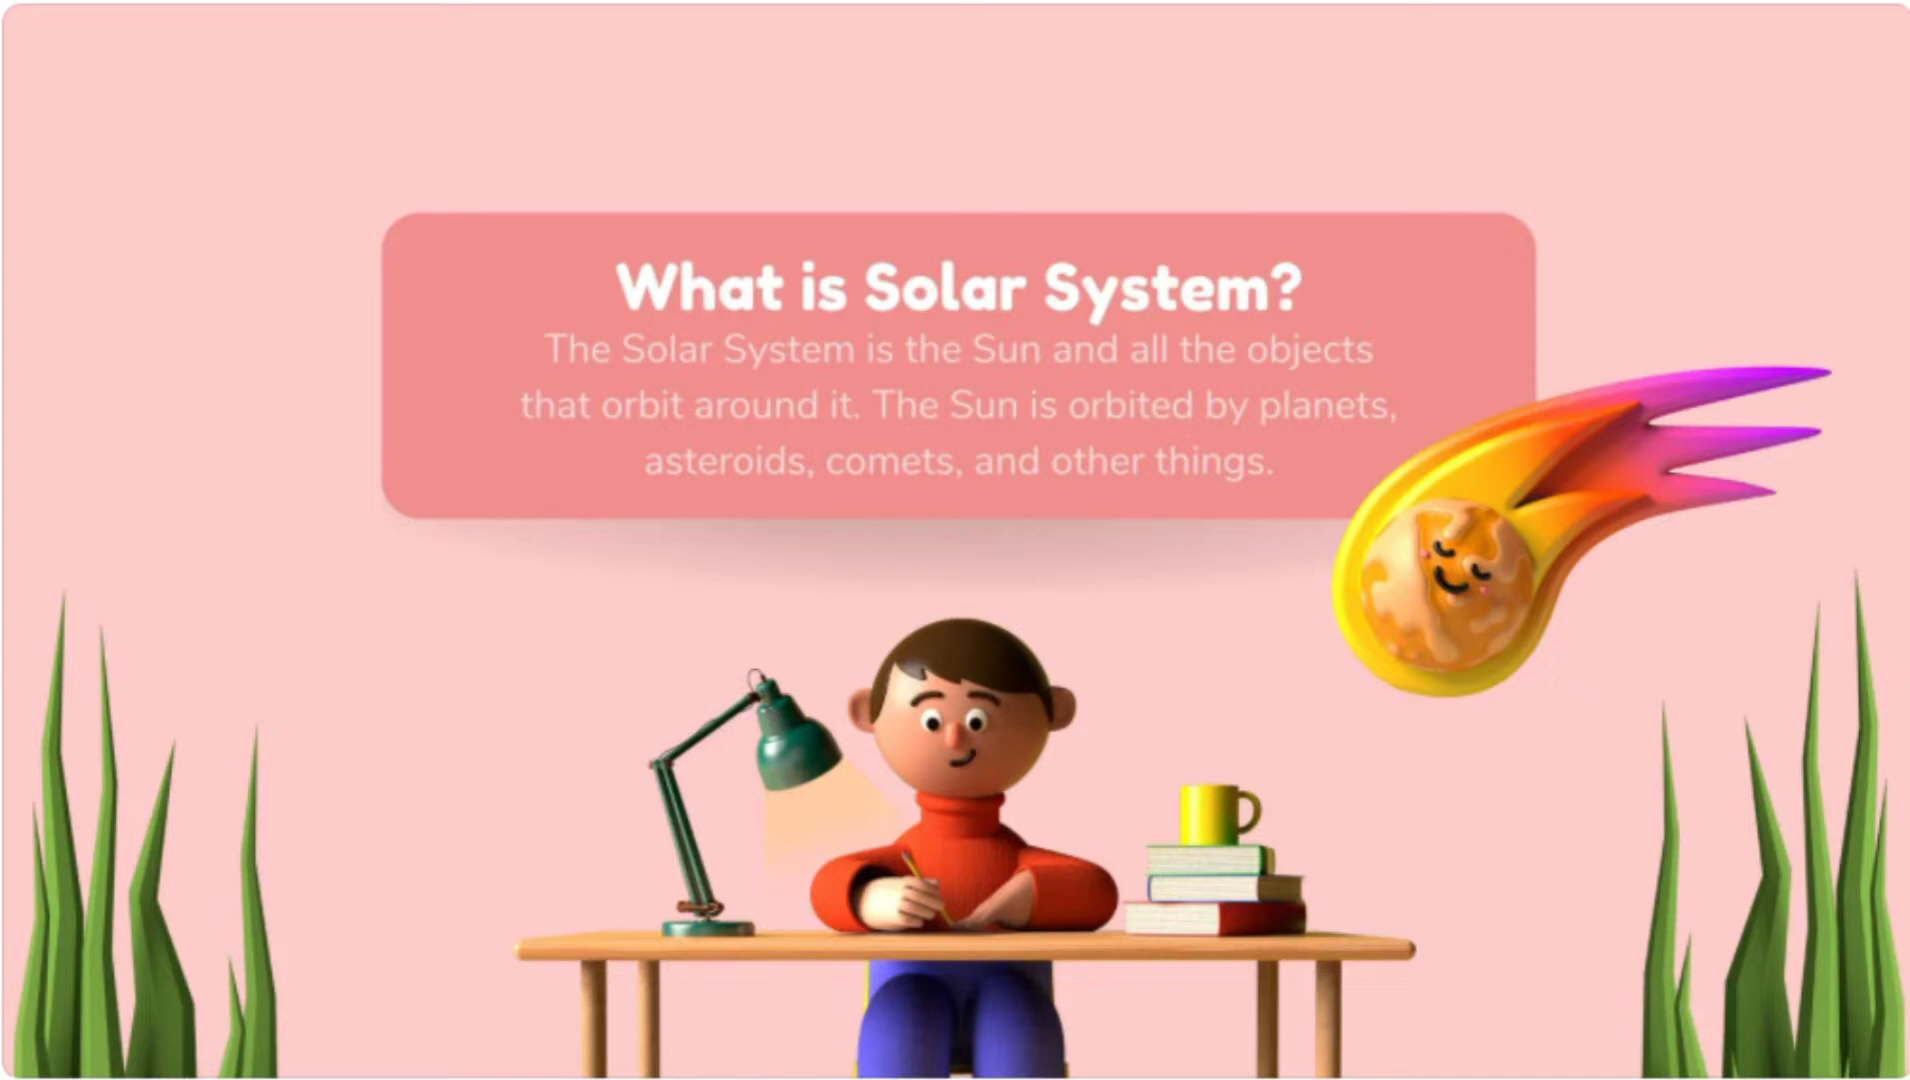 What is Solar System?
The Solar System is the Sun and all the objects
that orbit around it. The Sun is orbited by planets,
asteroids, comets, and other things.